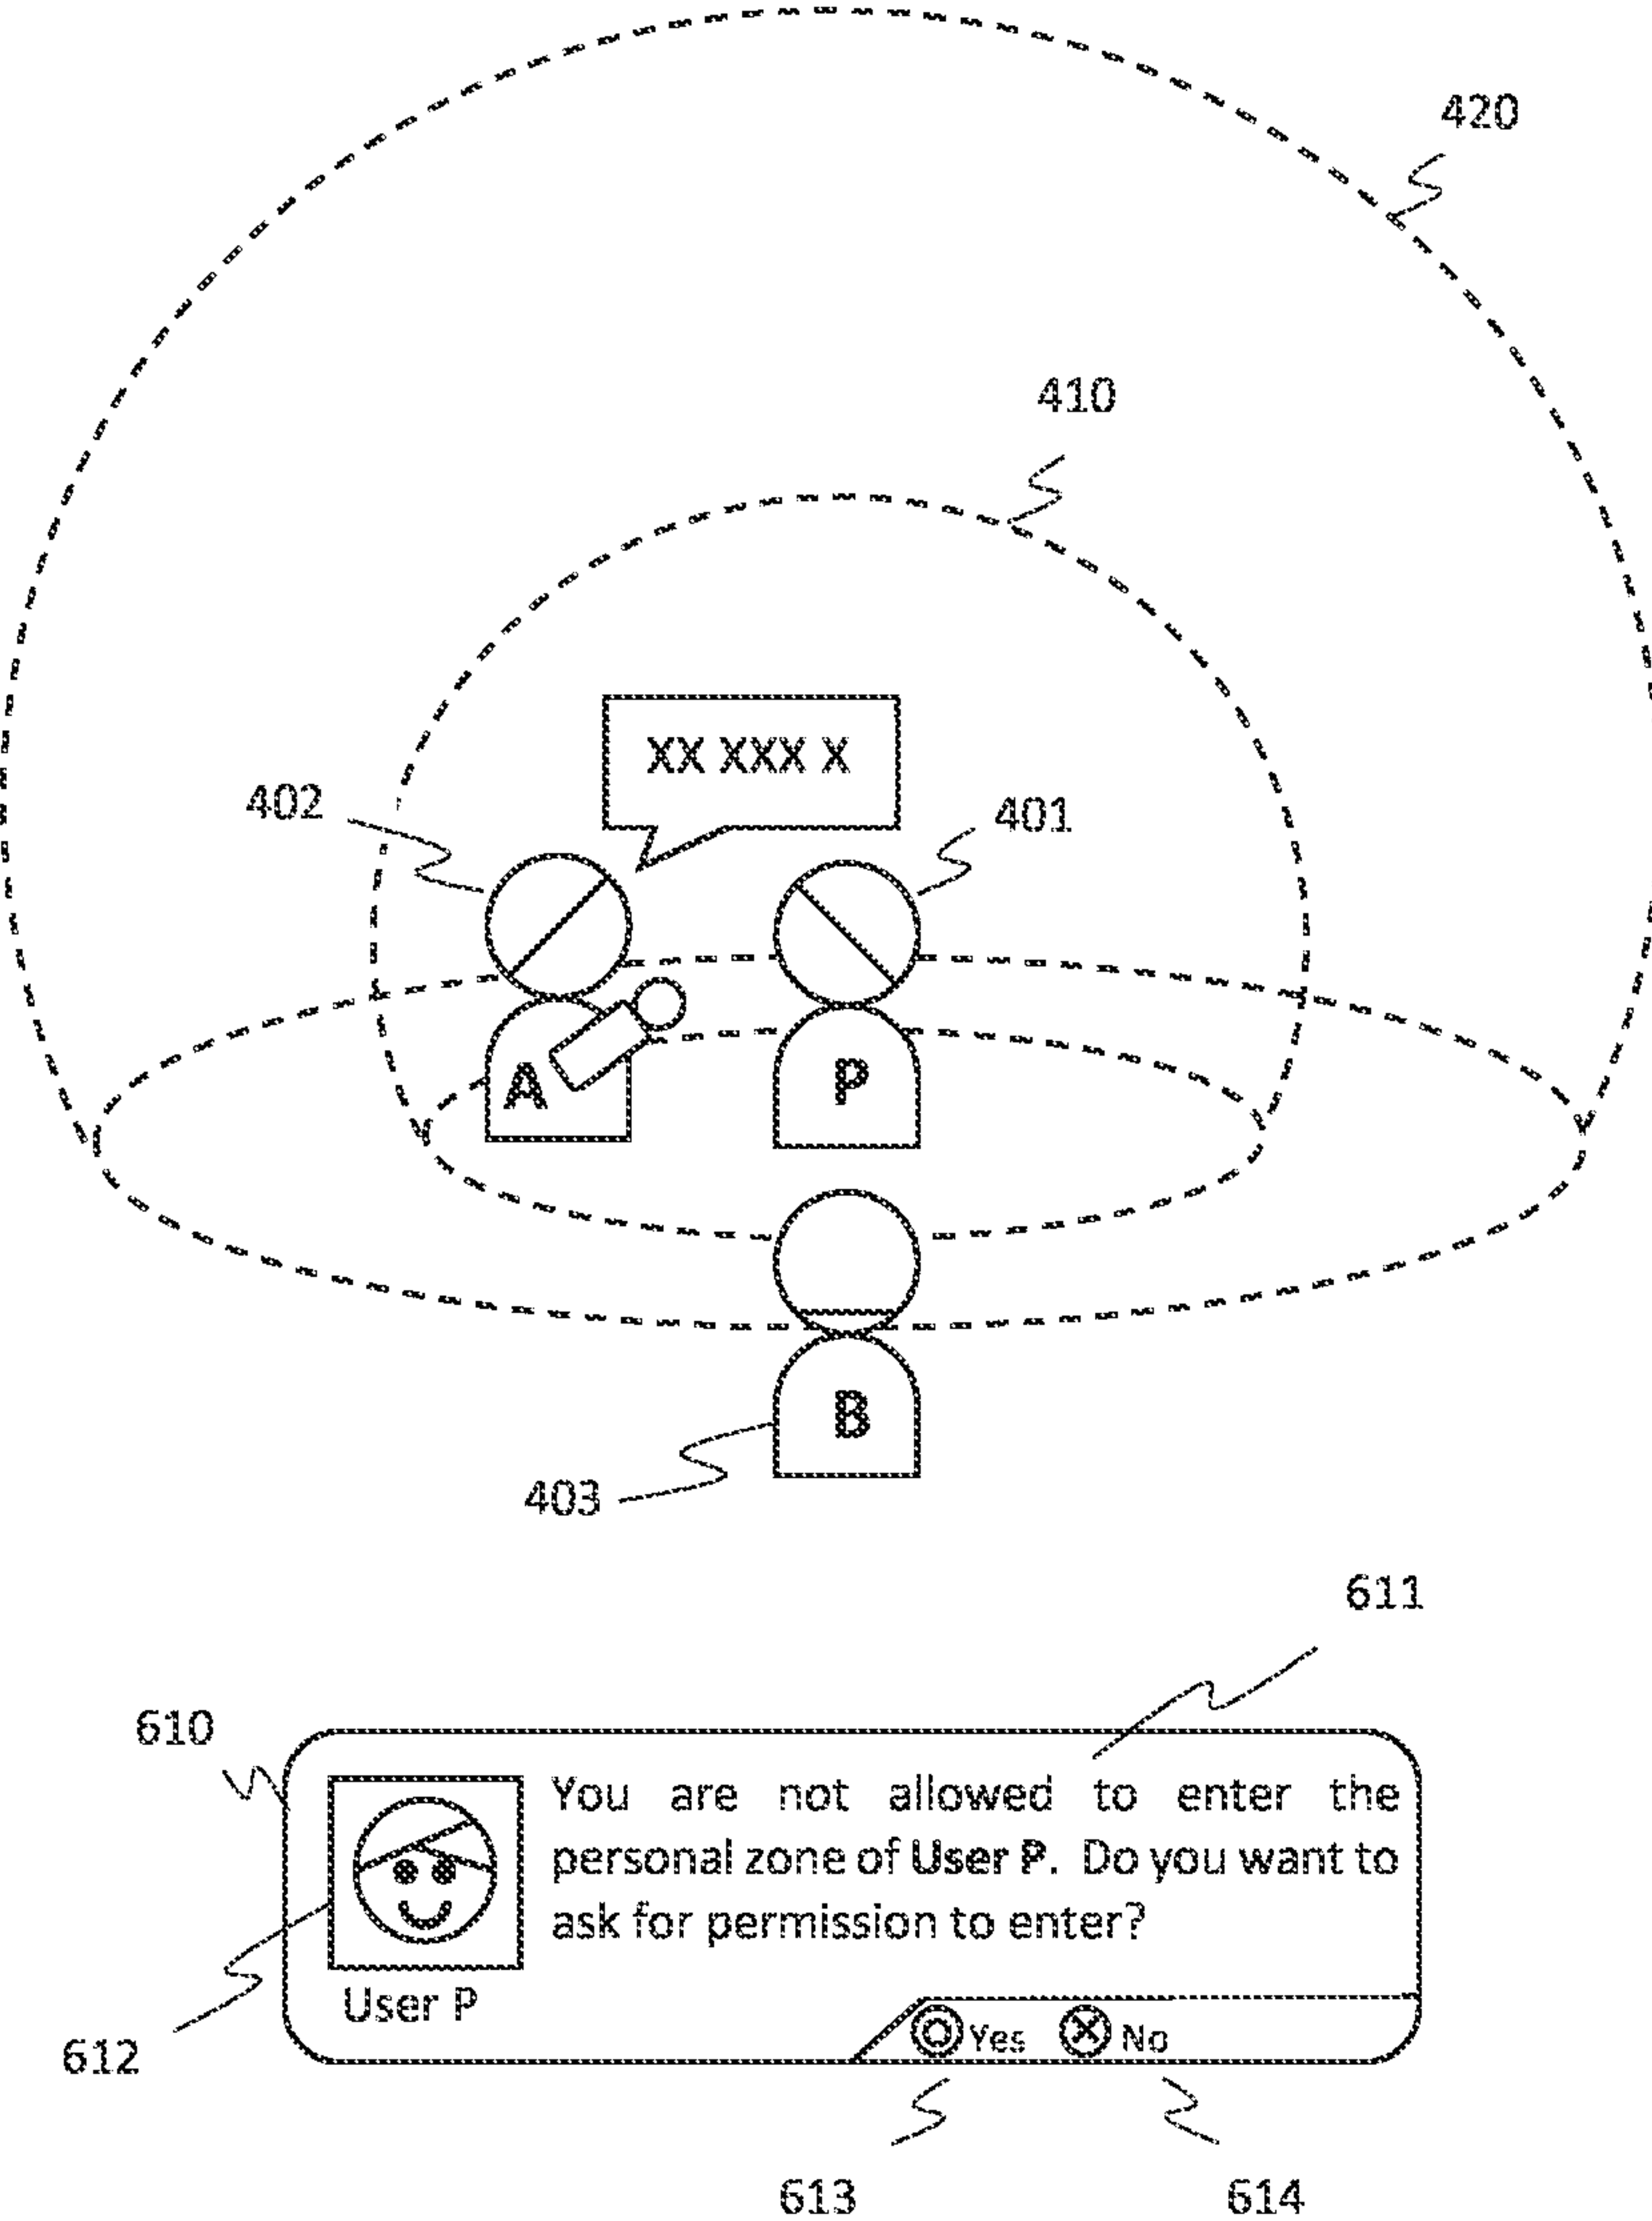 420
410
XX XXX X
402
401
A
P
B
403
611
610
You are not allowed to enter the
personal zone of User P. Do you want to
ask for permission to enter?
User P
Yes No
612
613
614